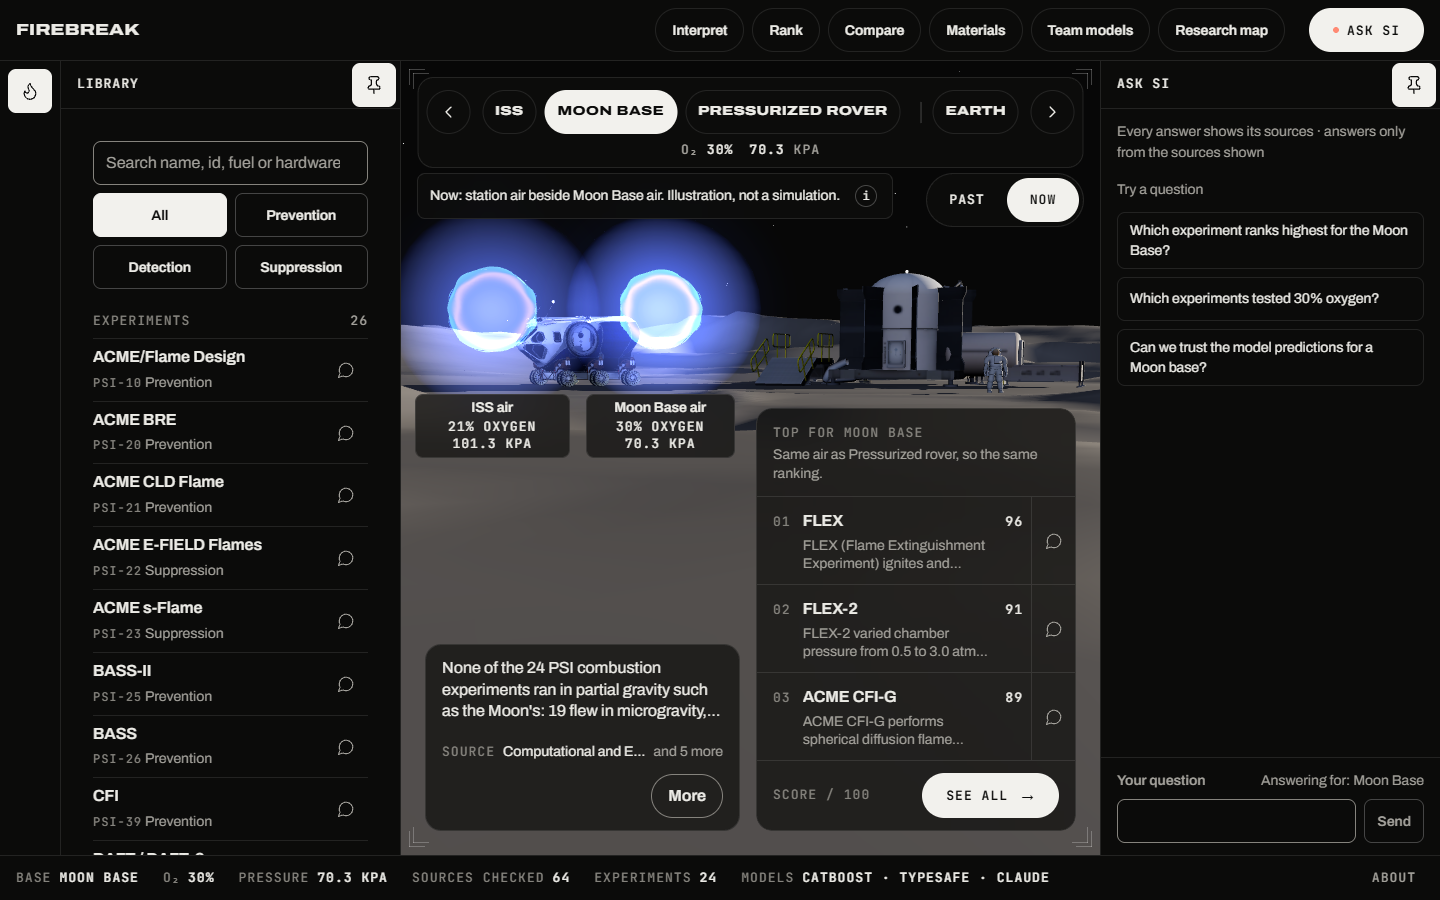 FIREBREAK
Interpret
Rank
Compare
Materials
Team models
Research map
ASK SI
LIBRARY
Search name, id, fuel or hardware
All
Prevention
Detection
Suppression
EXPERIMENTS 26
ACME/Flame Design
PSI-10 Prevention
ACME BRE
PSI-20 Prevention
ACME CLD Flame
PSI-21 Prevention
ACME E-FIELD Flames
PSI-22 Suppression
ACME s-Flame
PSI-23 Suppression
BASS-II
PSI-25 Prevention
BASS
PSI-26 Prevention
CFI
PSI-39 Prevention
ISS
MOON BASE
PRESSURIZED ROVER
EARTH
O₂ 30% 70.3 KPA
Now: station air beside Moon Base air. Illustration, not a simulation.
i
PAST
NOW
ISS air
21% OXYGEN
101.3 KPA
Moon Base air
30% OXYGEN
70.3 KPA
None of the 24 PSI combustion
experiments ran in partial gravity such
as the Moon's: 19 flew in microgravity,...
SOURCE Computational and E... and 5 more
More
TOP FOR MOON BASE
Same air as Pressurized rover, so the same
ranking.
01 FLEX 96
FLEX (Flame Extinguishment
Experiment) ignites and...
02 FLEX-2 91
FLEX-2 varied chamber
pressure from 0.5 to 3.0 atm...
03 ACME CFI-G 89
ACME CFI-G performs
spherical diffusion flame...
SCORE / 100
SEE ALL →
ASK SI
Every answer shows its sources · answers only
from the sources shown
Try a question
Which experiment ranks highest for the Moon
Base?
Which experiments tested 30% oxygen?
Can we trust the model predictions for a
Moon base?
Your question
Answering for: Moon Base
Send
BASE MOON BASE O₂ 30% PRESSURE 70.3 KPA SOURCES CHECKED 64 EXPERIMENTS 24 MODELS CATBOOST · TYPESAFE · CLAUDE ABOUT